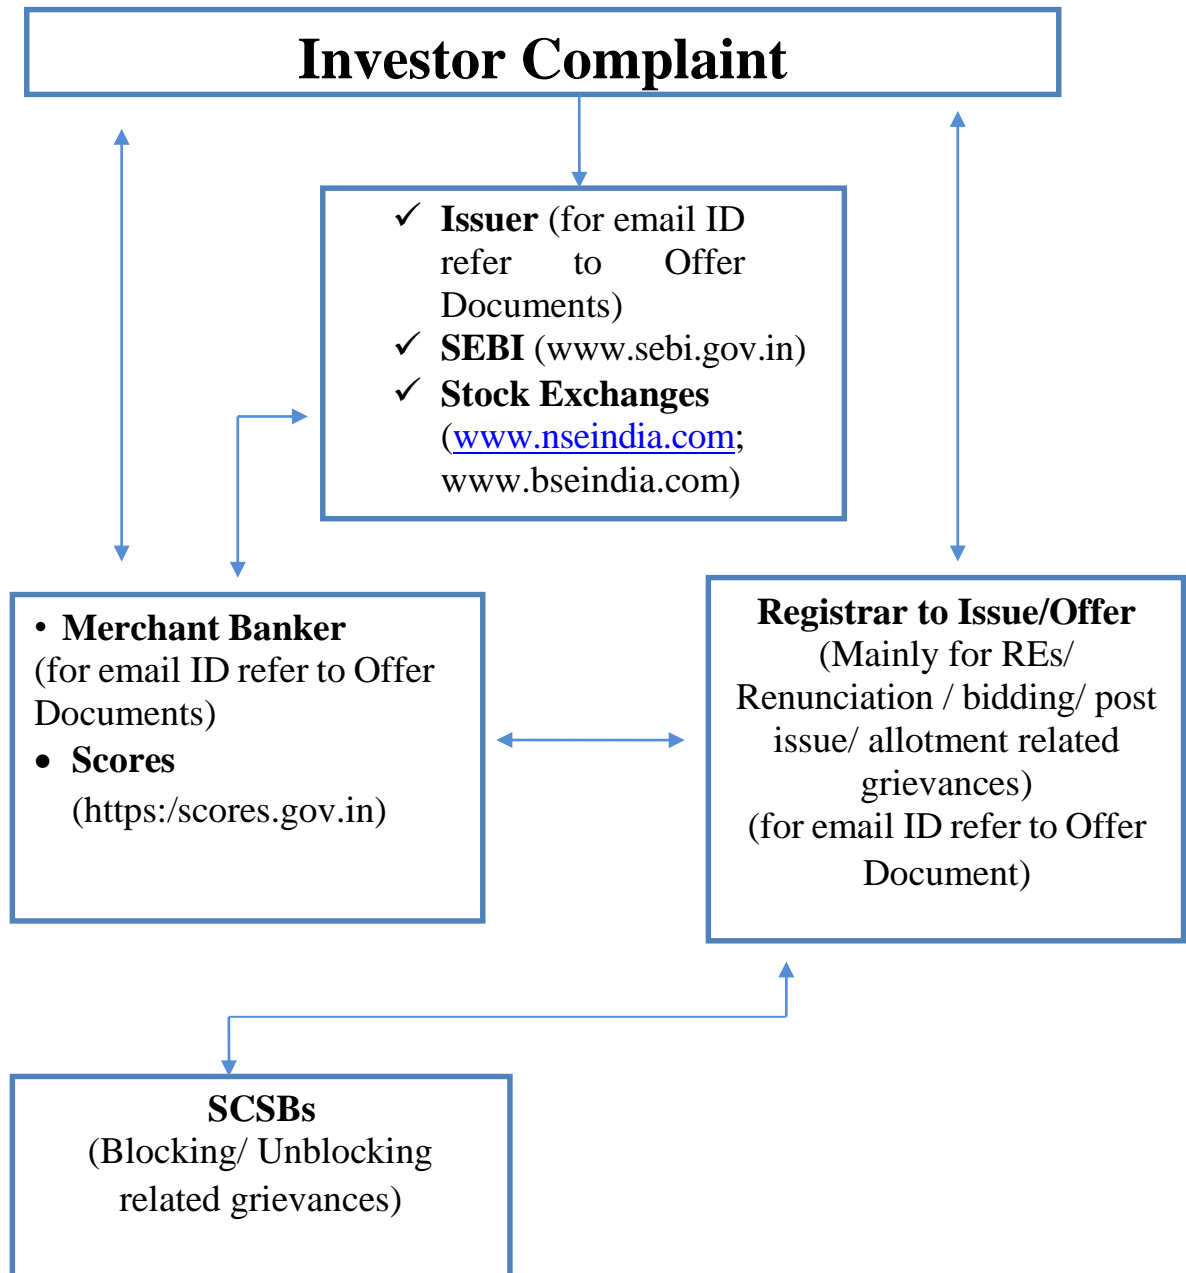 Investor Complaint
✓ Issuer (for email ID
refer to Offer
Documents)
✓ SEBI (www.sebi.gov.in)
✓ Stock Exchanges
(www.nseindia.com;
www.bseindia.com)
• Merchant Banker
(for email ID refer to Offer
Documents)
• Scores
(https:/scores.gov.in)
Registrar to Issue/Offer
(Mainly for REs/
Renunciation / bidding/ post
issue/ allotment related
grievances)
(for email ID refer to Offer
Document)
SCSBs
(Blocking/ Unblocking
related grievances)